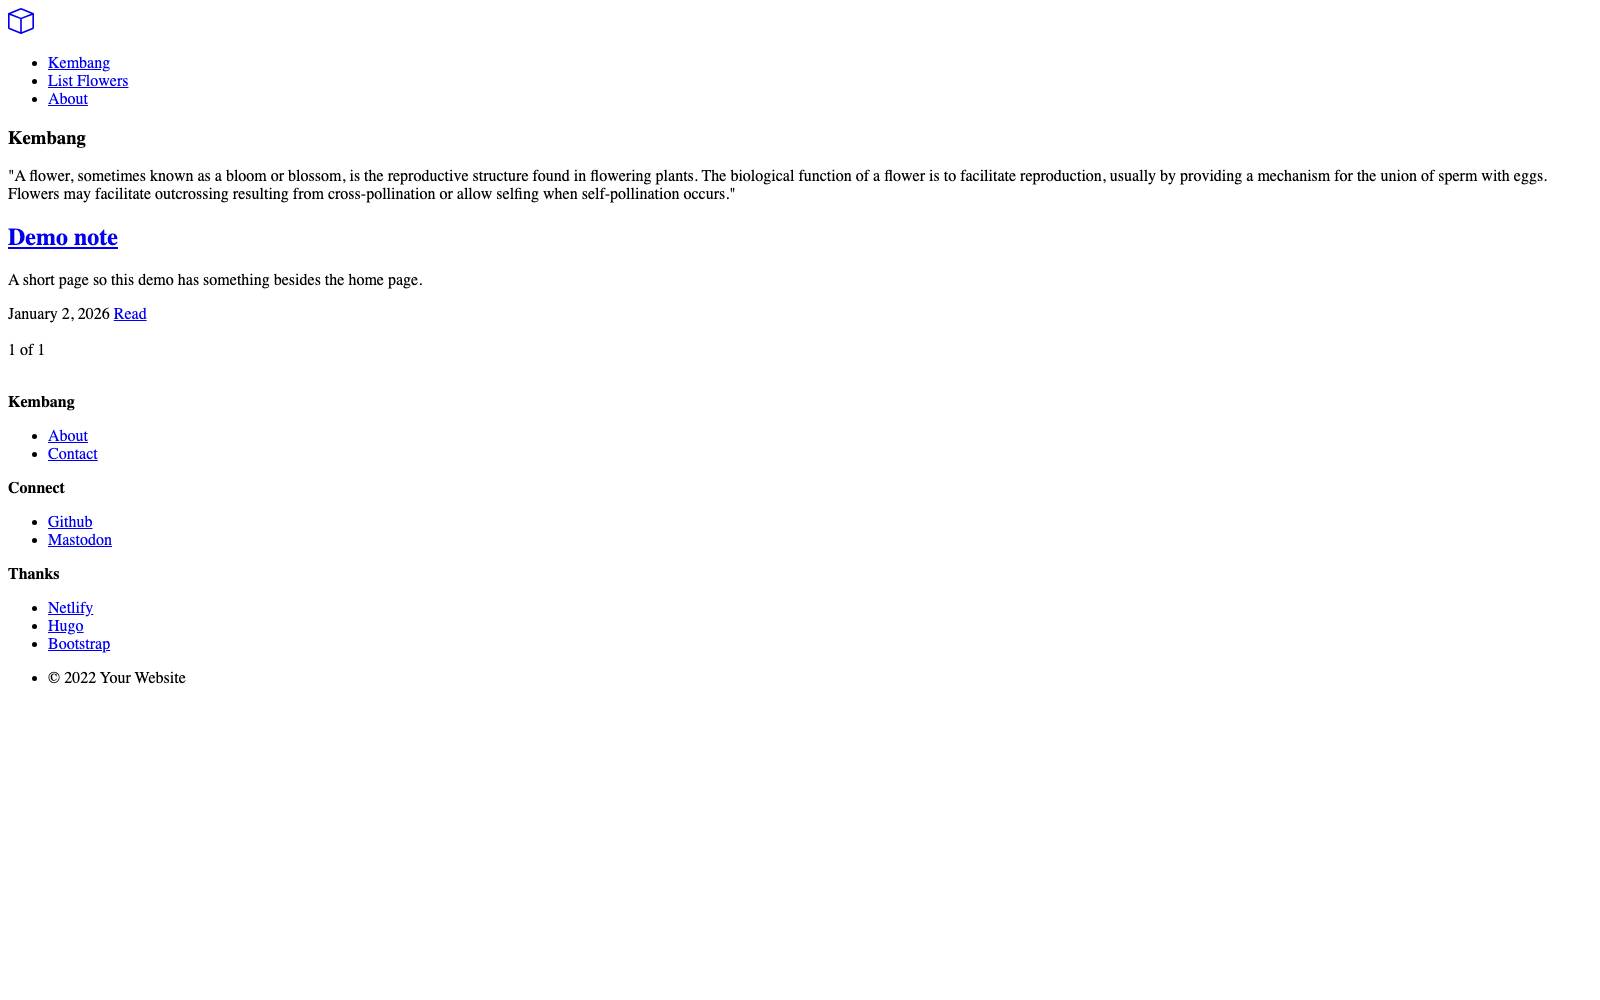 Kembang
List Flowers
About
Kembang
"A flower, sometimes known as a bloom or blossom, is the reproductive structure found in flowering plants. The biological function of a flower is to facilitate reproduction, usually by providing a mechanism for the union of sperm with eggs.
Flowers may facilitate outcrossing resulting from cross-pollination or allow selfing when self-pollination occurs."
Demo note
A short page so this demo has something besides the home page.
January 2, 2026 Read
1 of 1
Kembang
About
Contact
Connect
Github
Mastodon
Thanks
Netlify
Hugo
Bootstrap
© 2022 Your Website